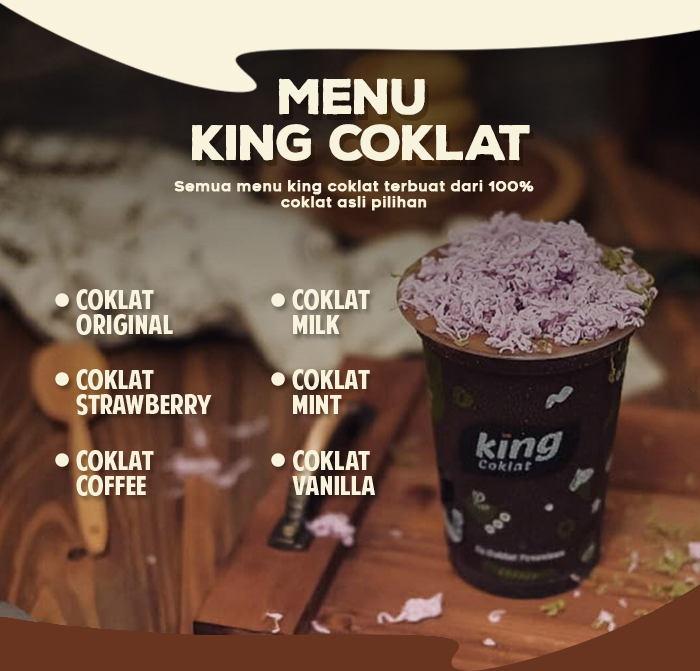 MENU
KING COKLAT
Semua menu king coklat terbuat dari 100%
coklat asli pilihan
COKLAT
ORIGINAL
COKLAT
MILK
COKLAT
STRAWBERRY
COKLAT
MINT
COKLAT
COFFEE
COKLAT
VANILLA
king
Coklat